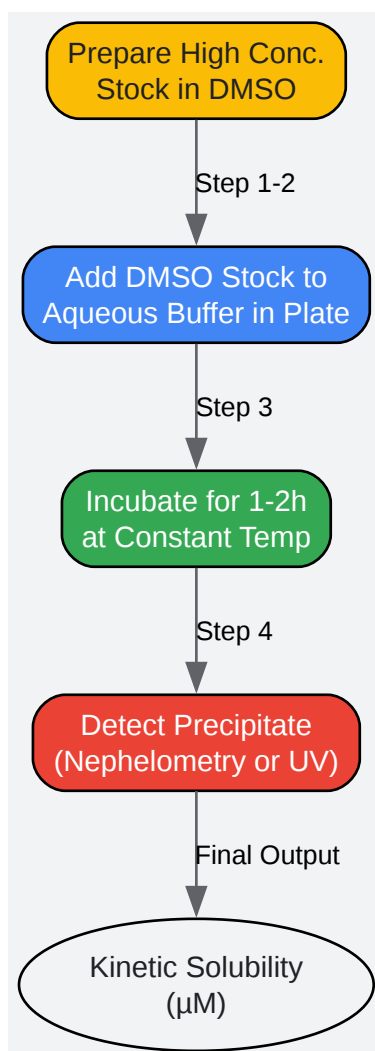 Prepare High Conc.
Stock in DMSO
Step 1-2
Add DMSO Stock to
Aqueous Buffer in Plate
Step 3
Incubate for 1-2h
at Constant Temp
Step 4
Detect Precipitate
(Nephelometry or UV)
Final Output
Kinetic Solubility
(µM)